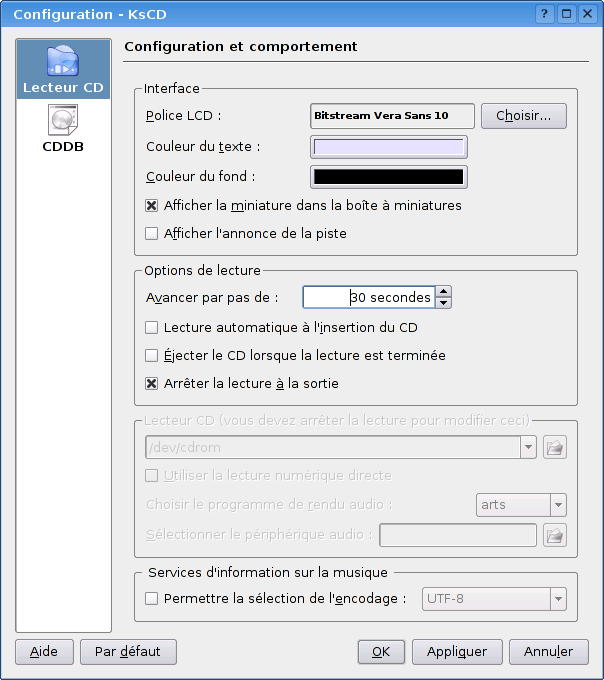 Configuration - KsCD
?
Lecteur CD
CDDB
Configuration et comportement
Interface
Police LCD :
Bitstream Vera Sans 10
Choisir...
Couleur du texte :
Couleur du fond :
Afficher la miniature dans la boîte à miniatures
Afficher l'annonce de la piste
Options de lecture
Avancer par pas de :
30 secondes
Lecture automatique à l'insertion du CD
Éjecter le CD lorsque la lecture est terminée
Arrêter la lecture à la sortie
Lecteur CD (vous devez arrêter la lecture pour modifier ceci)
/dev/cdrom
Utiliser la lecture numérique directe
Choisir le programme de rendu audio :
arts
Sélectionner le périphérique audio :
Services d'information sur la musique
Permettre la sélection de l'encodage :
UTF-8
Aide
Par défaut
OK
Appliquer
Annuler